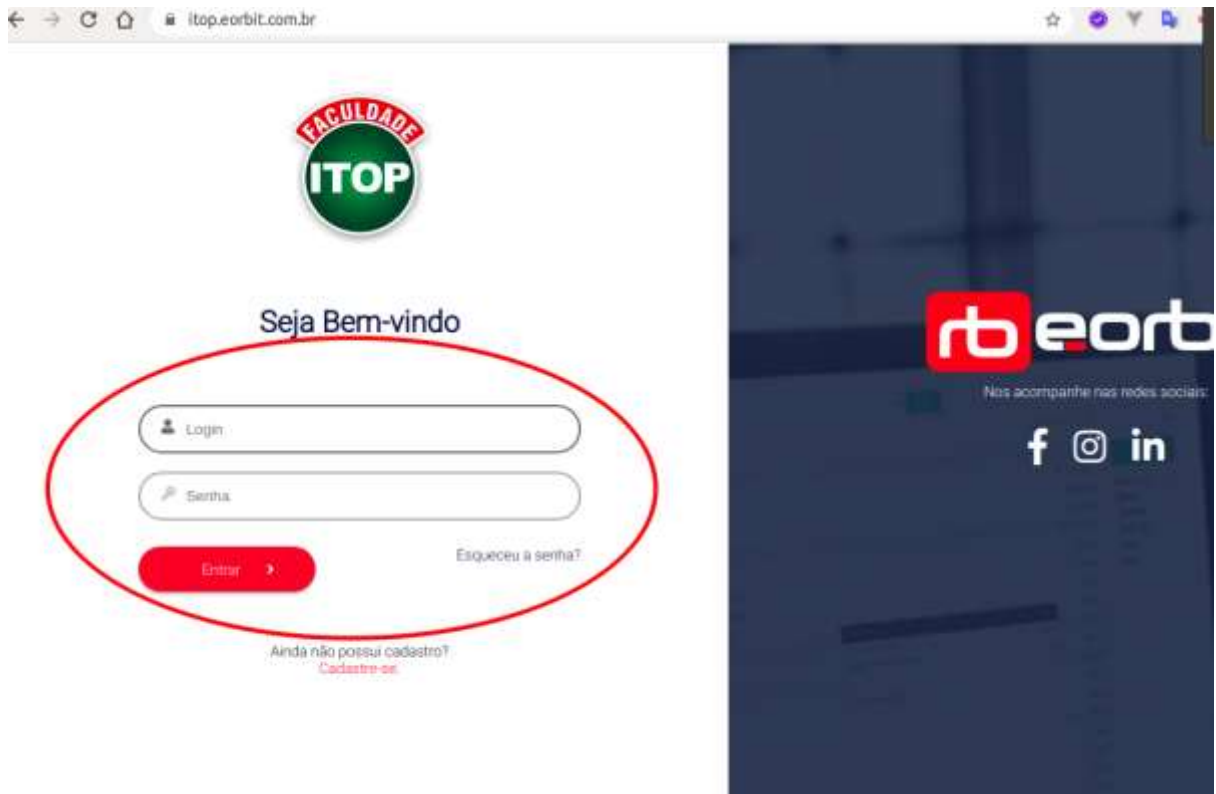 itop.eorbit.com.br
FACULDADE
ITOP
Seja Bem-vindo
Login
Senha
Entrar
Esqueceu a senha?
Ainda não possui cadastro?
Cadastre-se
rb eorb
Nos acompanhe nas redes sociais:
f in